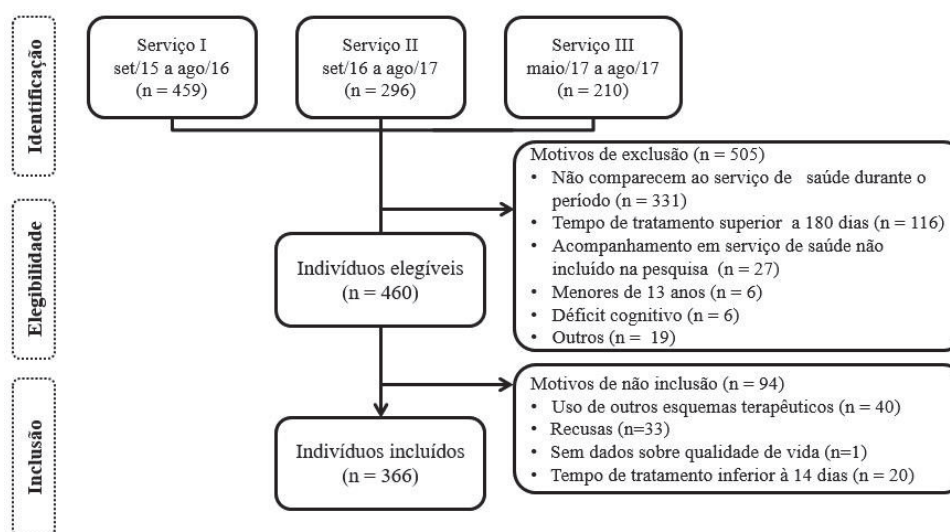 Identificação
Serviço I
set/15 a ago/16
(n = 459)
Serviço II
set/16 a ago/17
(n = 296)
Serviço III
maio/17 a ago/17
(n = 210)
Motivos de exclusão (n = 505)
• Não comparecem ao serviço de saúde durante o
período (n = 331)
• Tempo de tratamento superior a 180 dias (n = 116)
• Acompanhamento em serviço de saúde não
incluído na pesquisa (n = 27)
• Menores de 13 anos (n = 6)
• Déficit cognitivo (n = 6)
• Outros (n = 19)
Elegibilidade
Indivíduos elegíveis
(n = 460)
Motivos de não inclusão (n = 94)
• Uso de outros esquemas terapêuticos (n = 40)
• Recusas (n=33)
• Sem dados sobre qualidade de vida (n=1)
• Tempo de tratamento inferior à 14 dias (n = 20)
Inclusão
Indivíduos incluídos
(n = 366)